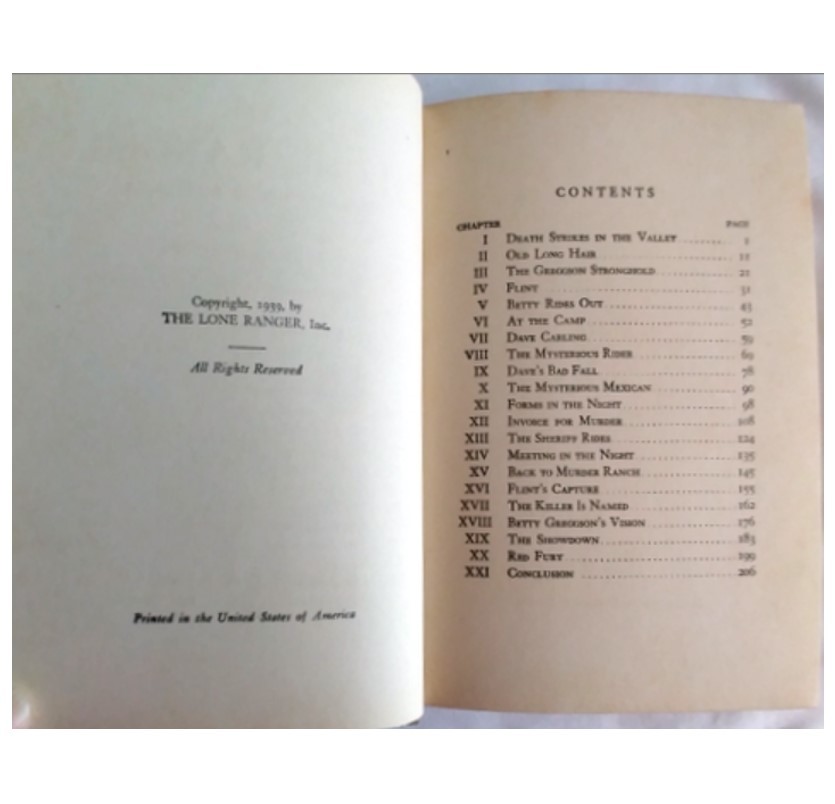 Copyright, 1939, by
THE LONE RANGER, Inc.
All Rights Reserved
Printed in the United States of America
CONTENTS
CHAPTER PAGE
I Death Strikes in the Valley 1
II Old Long Hair 11
III The Greggson Stronghold 21
IV Flint 31
V Betty Rides Out 43
VI At the Camp 52
VII Dave Carling 59
VIII The Mysterious Rider 69
IX Dave's Bad Fall 78
X The Mysterious Mexican 90
XI Forms in the Night 98
XII Invoice for Murder 108
XIII The Sheriff Rides 124
XIV Meeting in the Night 135
XV Back to Murder Ranch 145
XVI Flint's Capture 155
XVII The Killer Is Named 162
XVIII Betty Greggson's Vision 176
XIX The Showdown 183
XX Red Fury 199
XXI Conclusion 206